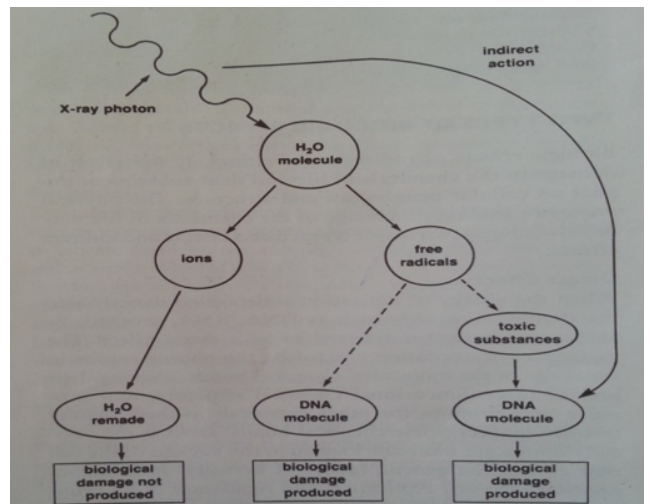 indirect
action
X-ray photon
H₂O
molecule
ions
free
radicals
toxic
substances
H₂O
remade
DNA
molecule
DNA
molecule
biological
damage not
produced
biological
damage
produced
biological
damage
produced